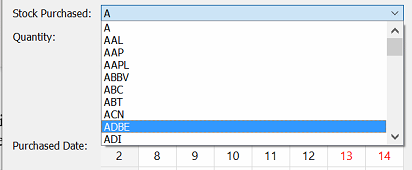 Stock Purchased: A
A
Quantity:
AAL
AAP
AAPL
ABBV
ABC
ABT
ACN
ADBE
ADI
Purchased Date:
2 8 9 10 11 12 13 14